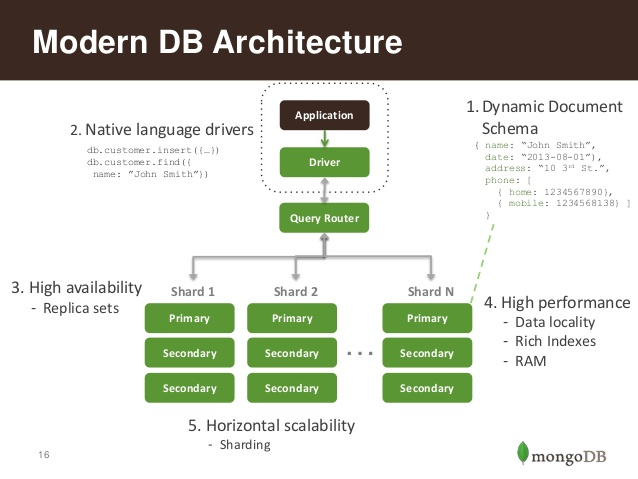 Modern DB Architecture
1. Dynamic Document
Schema
{ name: “John Smith”,
date: “2013-08-01”),
address: “10 3rd St.”,
phone: [
{ home: 1234567890},
{ mobile: 1234568138} ]
}
2. Native language drivers
db.customer.insert({…})
db.customer.find({
name: ”John Smith”})
Application
Driver
Query Router
3. High availability
- Replica sets
Shard 1
Shard 2
Shard N
Primary
Primary
Primary
Secondary
Secondary
...
Secondary
Secondary
Secondary
Secondary
4. High performance
- Data locality
- Rich Indexes
- RAM
5. Horizontal scalability
- Sharding
16
mongoDB